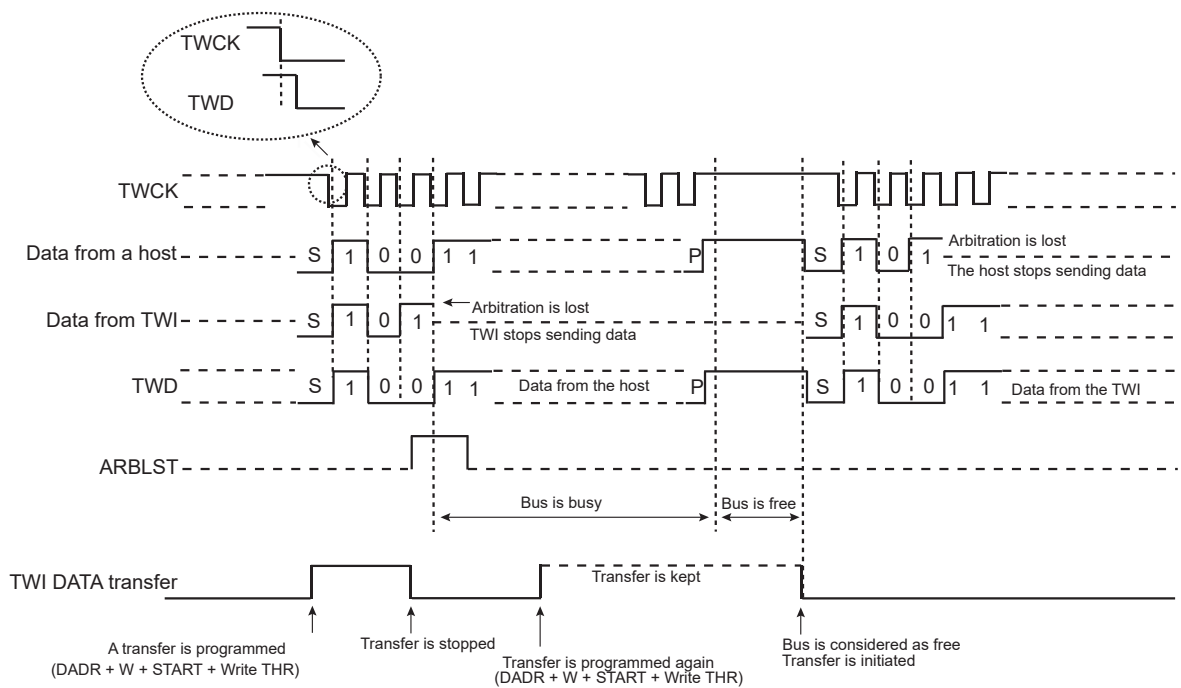 TWCK
TWD
TWCK
Data from a host
S 1 0 0 1 1
P
S 1 0 1
Arbitration is lost
The host stops sending data
Data from TWI
S 1 0 1
Arbitration is lost
TWI stops sending data
S 1 0 0 1 1
TWD
S 1 0 0 1 1
Data from the host
P
S 1 0 0 1 1
Data from the TWI
ARBLST
Bus is busy
Bus is free
TWI DATA transfer
Transfer is kept
A transfer is programmed
(DADR + W + START + Write THR)
Transfer is stopped
Transfer is programmed again
(DADR + W + START + Write THR)
Bus is considered as free
Transfer is initiated